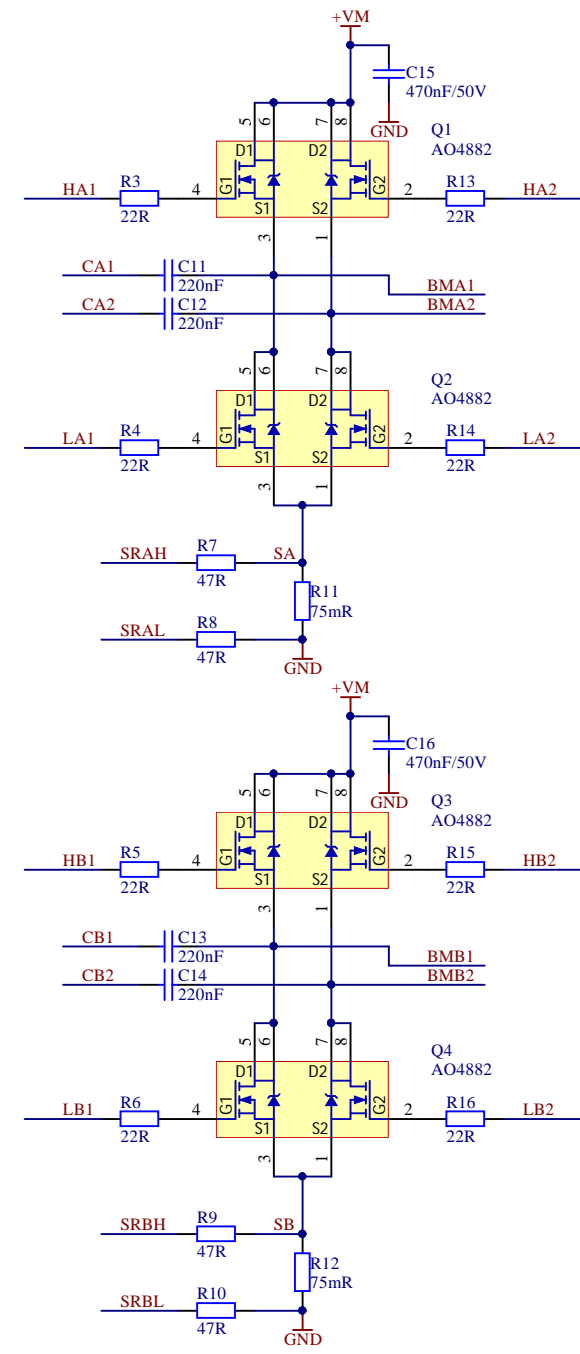 +VM
C15
470nF/50V
GND
5 6 7 8
Q1
AO4882
D1 D2
HA1 R3 22R 4 G1 G2 2 R13 22R HA2
S1 S2
3 1
CA1 C11 220nF BMA1
CA2 C12 220nF BMA2
5 6 7 8
Q2
AO4882
D1 D2
LA1 R4 22R 4 G1 G2 2 R14 22R LA2
S1 S2
3 1
SRAH R7 47R SA
R11
75mR
SRAL R8 47R
GND
+VM
C16
470nF/50V
GND
5 6 7 8
Q3
AO4882
D1 D2
HB1 R5 22R 4 G1 G2 2 R15 22R HB2
S1 S2
3 1
CB1 C13 220nF BMB1
CB2 C14 220nF BMB2
5 6 7 8
Q4
AO4882
D1 D2
LB1 R6 22R 4 G1 G2 2 R16 22R LB2
S1 S2
3 1
SRBH R9 47R SB
R12
75mR
SRBL R10 47R
GND